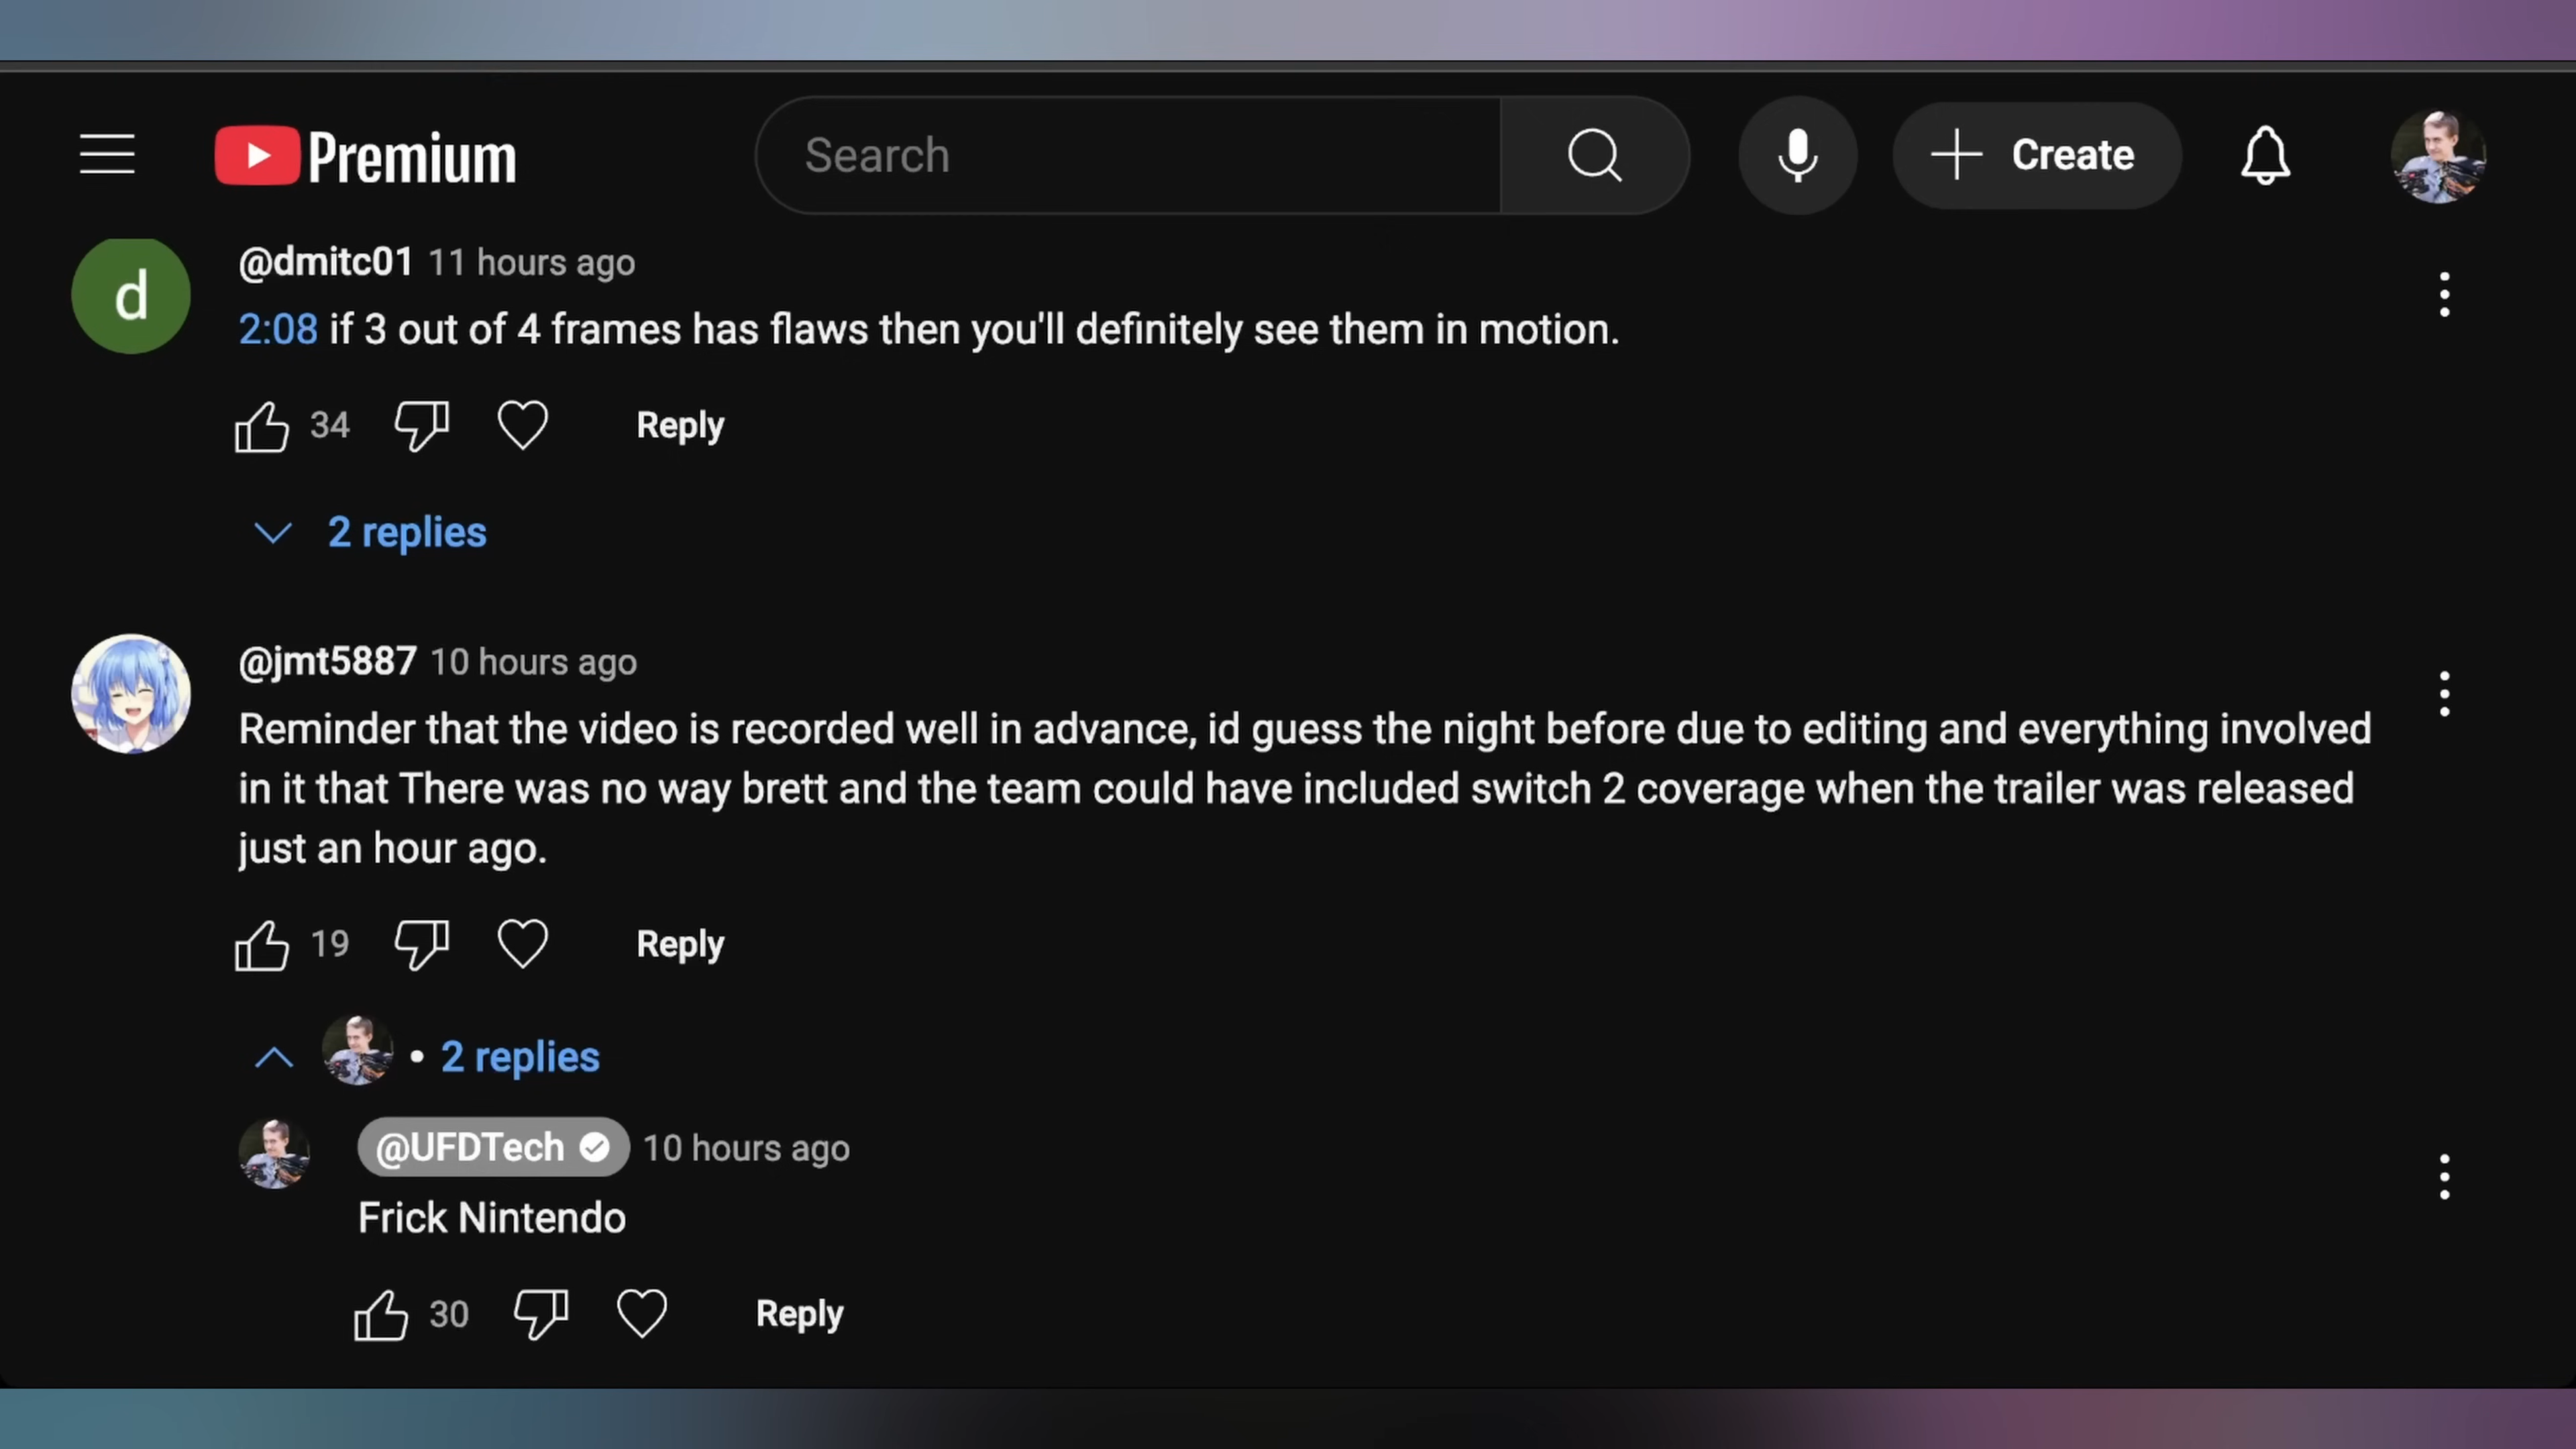 Premium
Search
Create
d
@dmitc01 11 hours ago
2:08 if 3 out of 4 frames has flaws then you'll definitely see them in motion.
34
Reply
2 replies
@jmt5887 10 hours ago
Reminder that the video is recorded well in advance, id guess the night before due to editing and everything involved
in it that There was no way brett and the team could have included switch 2 coverage when the trailer was released
just an hour ago.
19
Reply
• 2 replies
@UFDTech 10 hours ago
Frick Nintendo
30
Reply